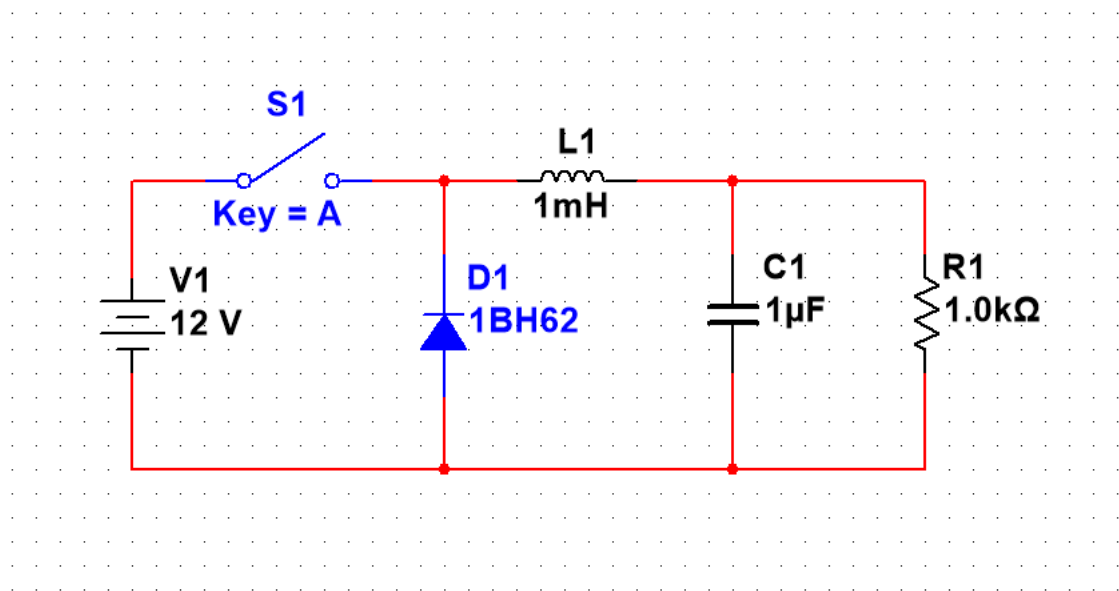 S1
Key = A
L1
1mH
V1
12 V
D1
1BH62
C1
1µF
R1
1.0kΩ